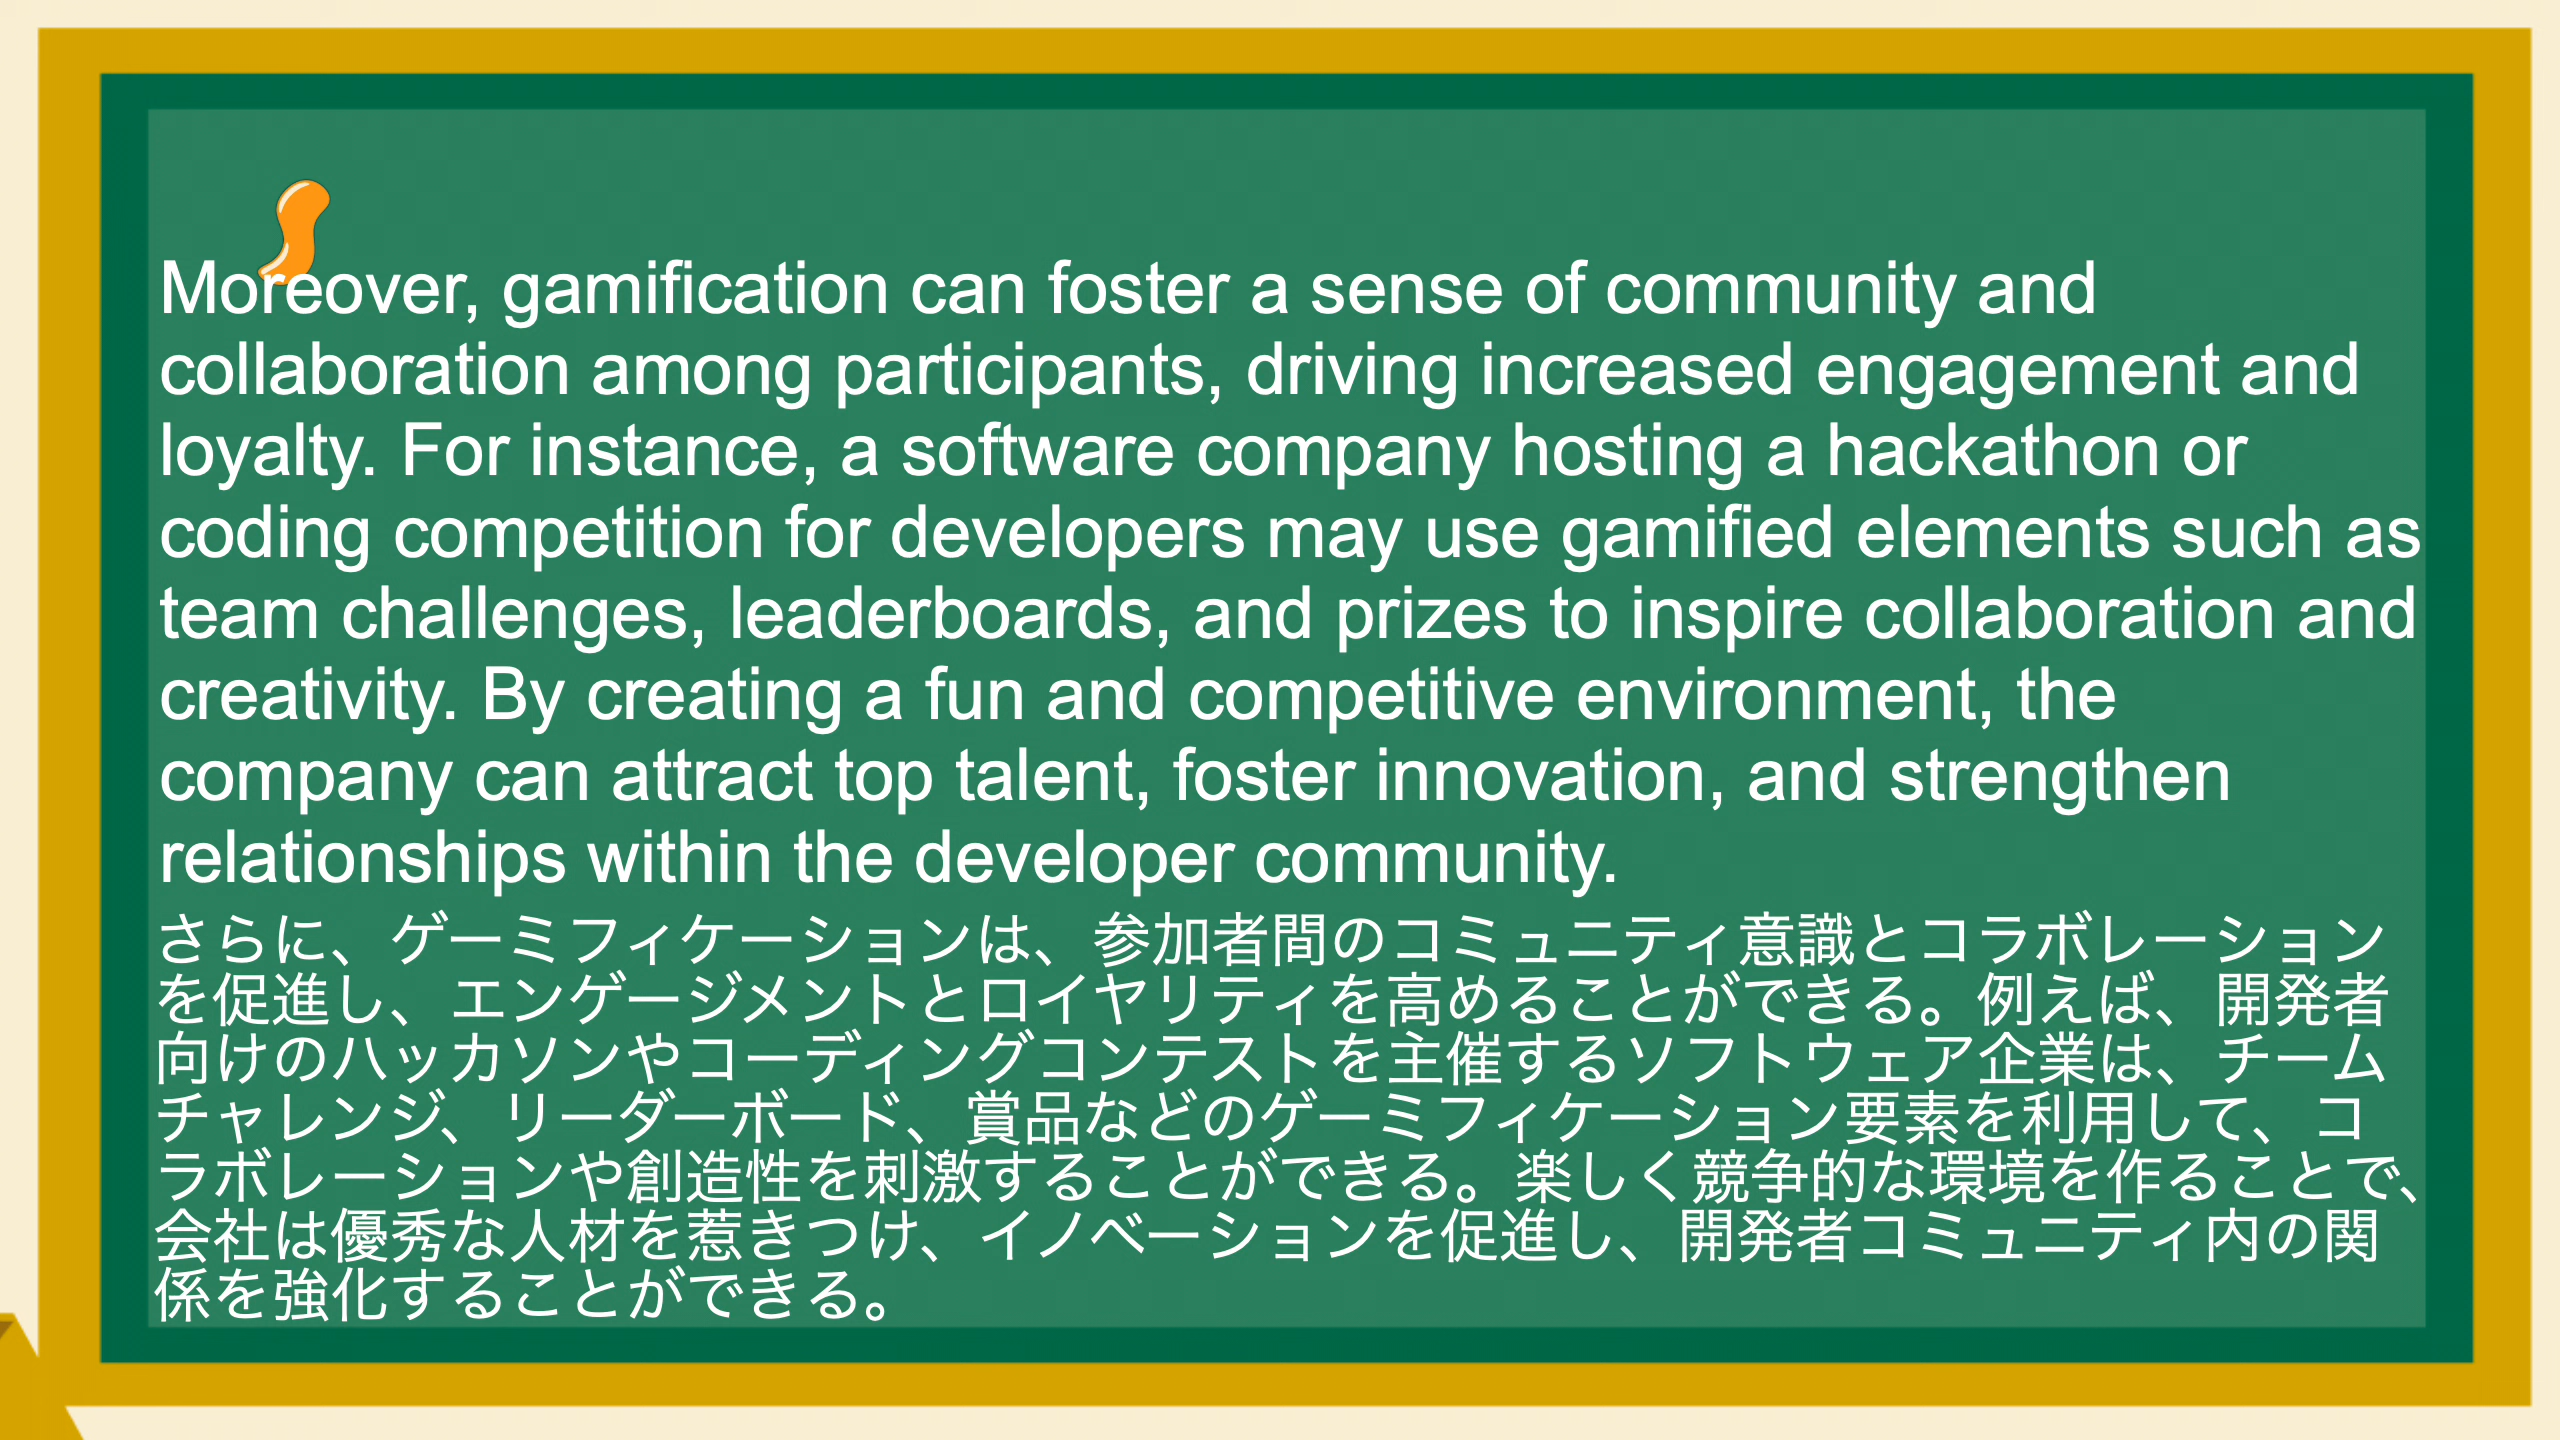 Moreover, gamification can foster a sense of community and
collaboration among participants, driving increased engagement and
loyalty. For instance, a software company hosting a hackathon or
coding competition for developers may use gamified elements such as
team challenges, leaderboards, and prizes to inspire collaboration and
creativity. By creating a fun and competitive environment, the
company can attract top talent, foster innovation, and strengthen
relationships within the developer community.
さらに、ゲーミフィケーションは、参加者間のコミュニティ意識とコラボレーション
を促進し、エンゲージメントとロイヤリティを高めることができる。例えば、開発者
向けのハッカソンやコーディングコンテストを主催するソフトウェア企業は、チーム
チャレンジ、リーダーボード、賞品などのゲーミフィケーション要素を利用して、コ
ラボレーションや創造性を刺激することができる。楽しく競争的な環境を作ることで、
会社は優秀な人材を惹きつけ、イノベーションを促進し、開発者コミュニティ内の関
係を強化することができる。